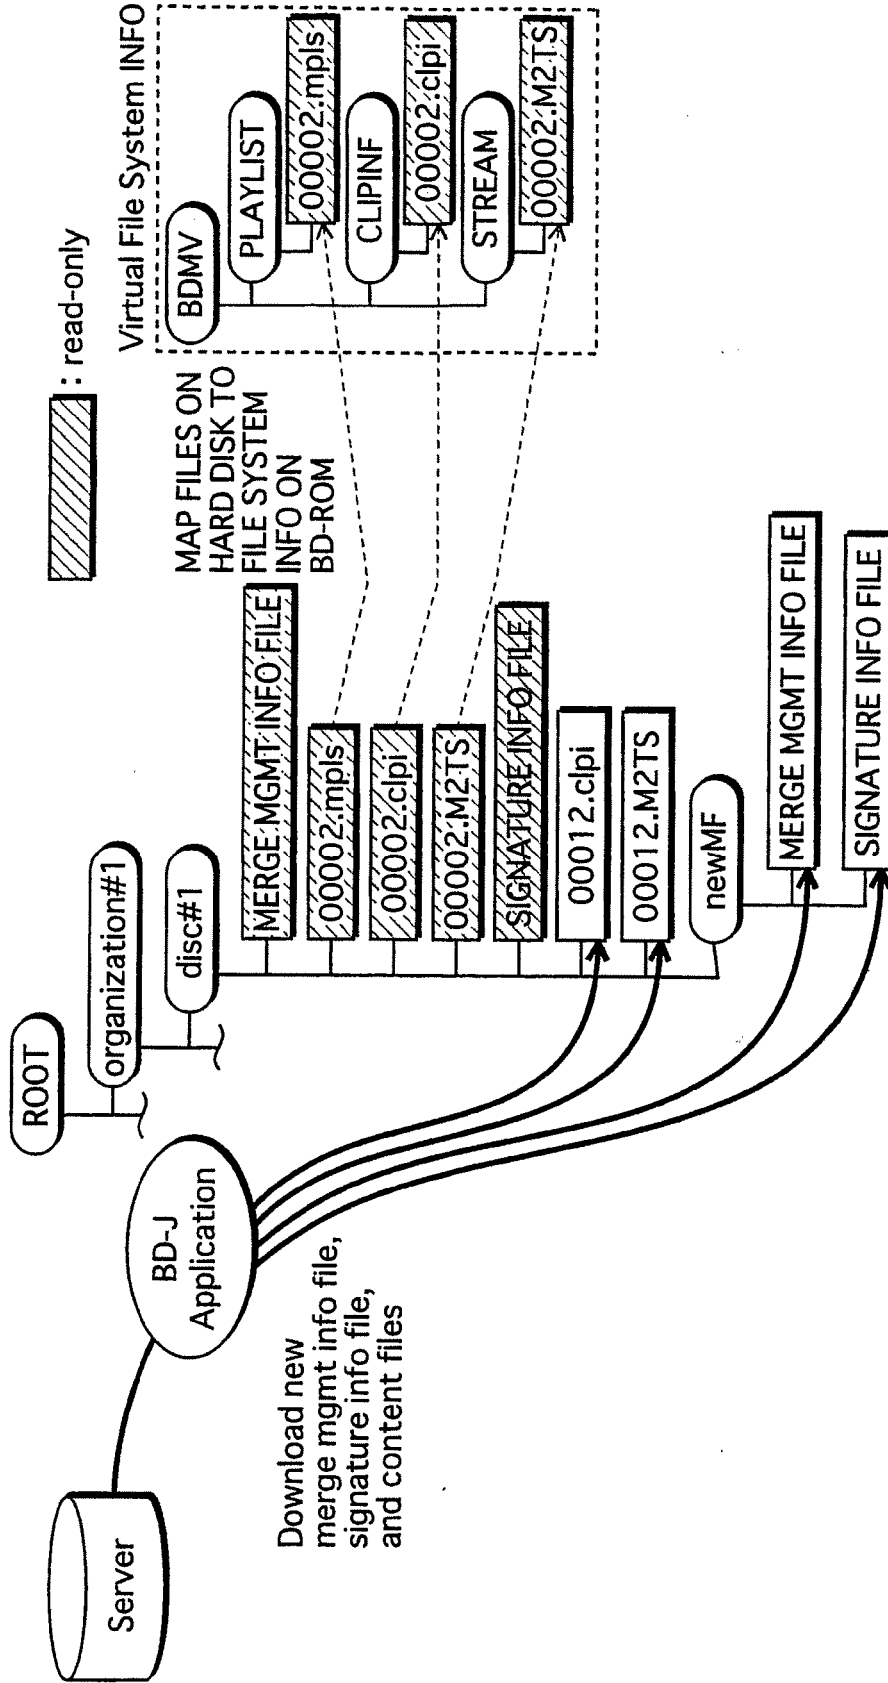 : read-only
Virtual File System INFO
BDMV
PLAYLIST
00002.mpls
CLIPINF
00002.clpi
STREAM
00002.M2TS
MAP FILES ON
HARD DISK TO
FILE SYSTEM
INFO ON
BD-ROM
ROOT
organization#1
disc#1
MERGE MGMT INFO FILE
00002.mpls
00002.clpi
00002.M2TS
SIGNATURE INFO FILE
00012.clpi
00012.M2TS
newMF
MERGE MGMT INFO FILE
SIGNATURE INFO FILE
Server
BD-J
Application
Download new
merge mgmt info file,
signature info file,
and content files